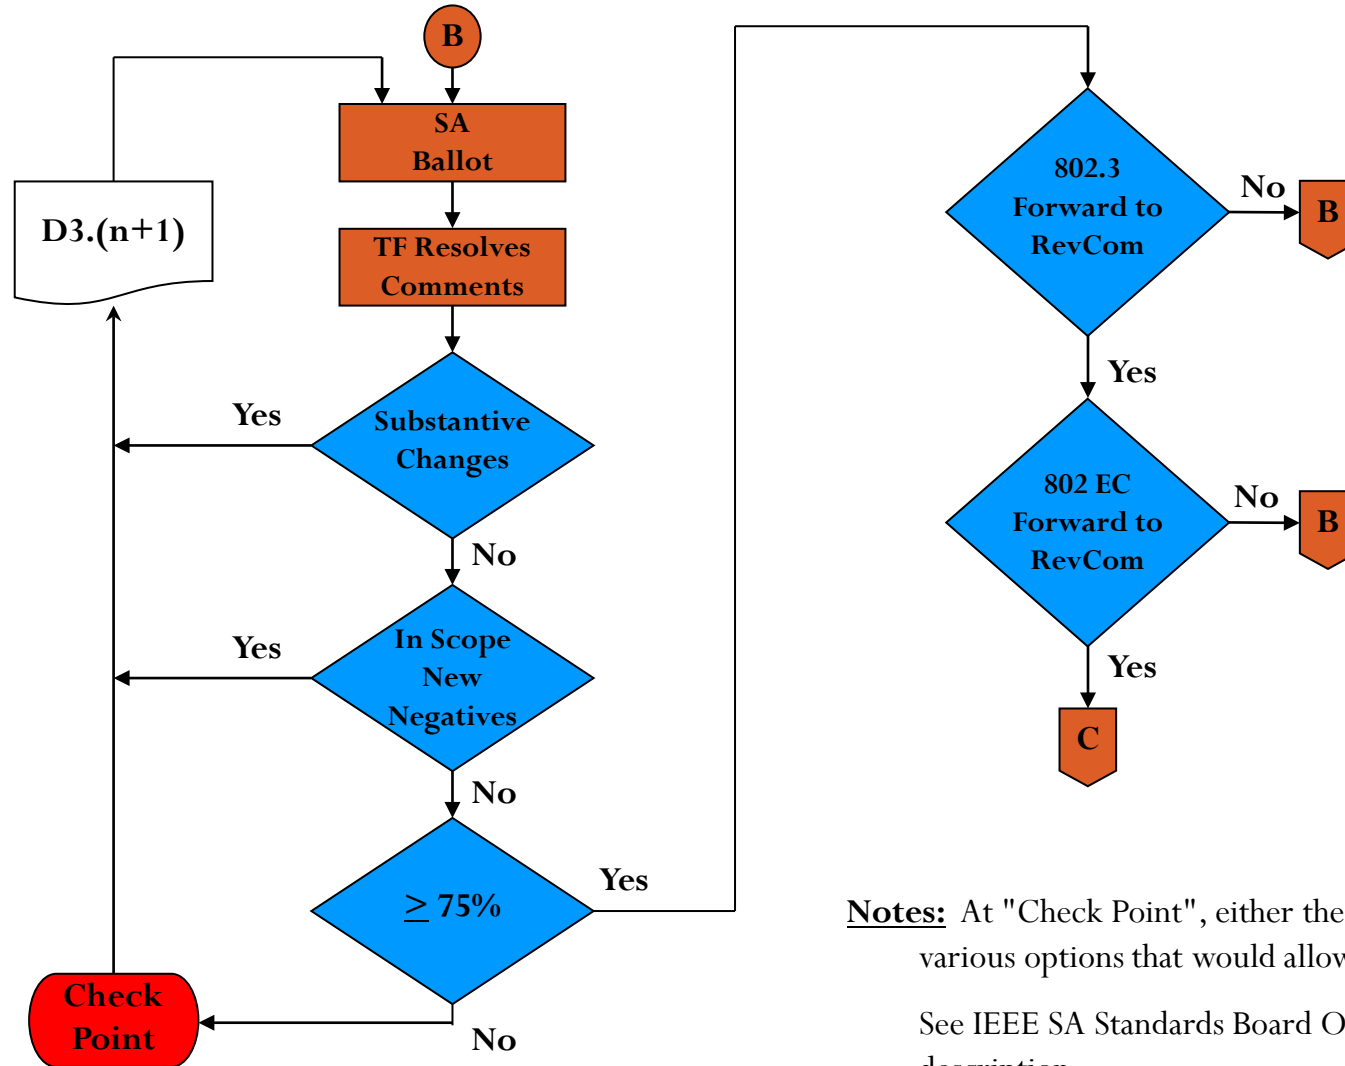 B
SA
Ballot
D3.(n+1)
TF Resolves
Comments
Substantive
Changes
Yes
No
In Scope
New
Negatives
Yes
No
≥ 75%
Yes
No
Check
Point
802.3
Forward to
RevCom
No
B
Yes
802 EC
Forward to
RevCom
No
B
Yes
C
Notes: At "Check Point", either the
various options that would allow
See IEEE SA Standards Board O
description